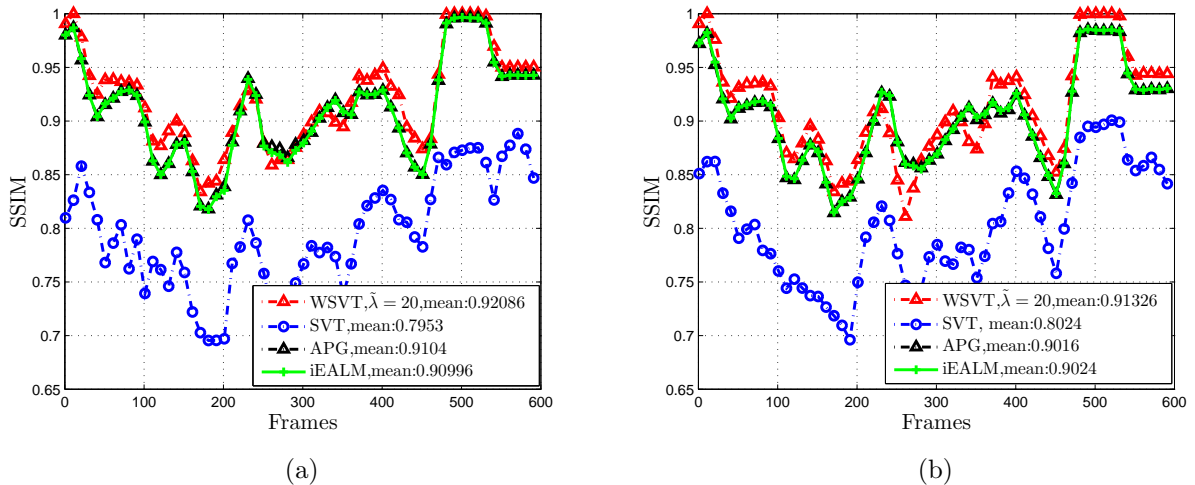 1
0.95
0.9
0.85
0.8
0.75
0.7
0.65
SSIM
0 100 200 300 400 500 600
Frames
WSVT,λ̃ = 20,mean:0.92086
SVT,mean:0.7953
APG,mean:0.9104
iEALM,mean:0.90996
(a)
1
0.95
0.9
0.85
0.8
0.75
0.7
0.65
SSIM
0 100 200 300 400 500 600
Frames
WSVT,λ̃ = 20,mean:0.91326
SVT, mean:0.8024
APG,mean:0.9016
iEALM,mean:0.9024
(b)